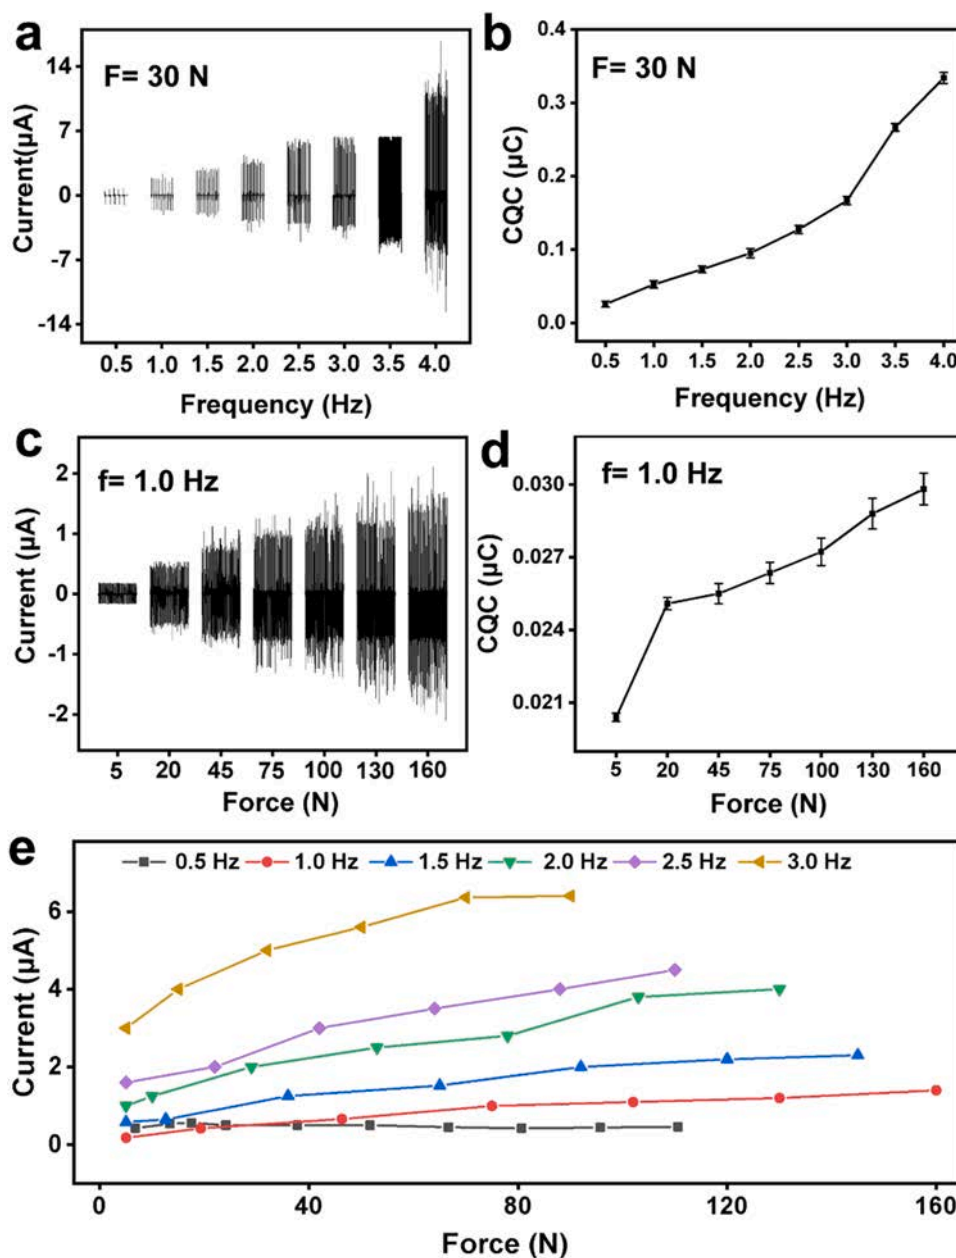 a
F= 30 N
Current(μA)
14
7
0
-7
-14
0.5 1.0 1.5 2.0 2.5 3.0 3.5 4.0
Frequency (Hz)
b
F= 30 N
CQC (μC)
0.4
0.3
0.2
0.1
0.0
0.5 1.0 1.5 2.0 2.5 3.0 3.5 4.0
Frequency (Hz)
c
f= 1.0 Hz
Current (μA)
2
1
0
-1
-2
5 20 45 75 100 130 160
Force (N)
d
f= 1.0 Hz
CQC (μC)
0.030
0.027
0.024
0.021
5 20 45 75 100 130 160
Force (N)
e
0.5 Hz 1.0 Hz 1.5 Hz 2.0 Hz 2.5 Hz 3.0 Hz
Current (μA)
6
4
2
0
0 40 80 120 160
Force (N)